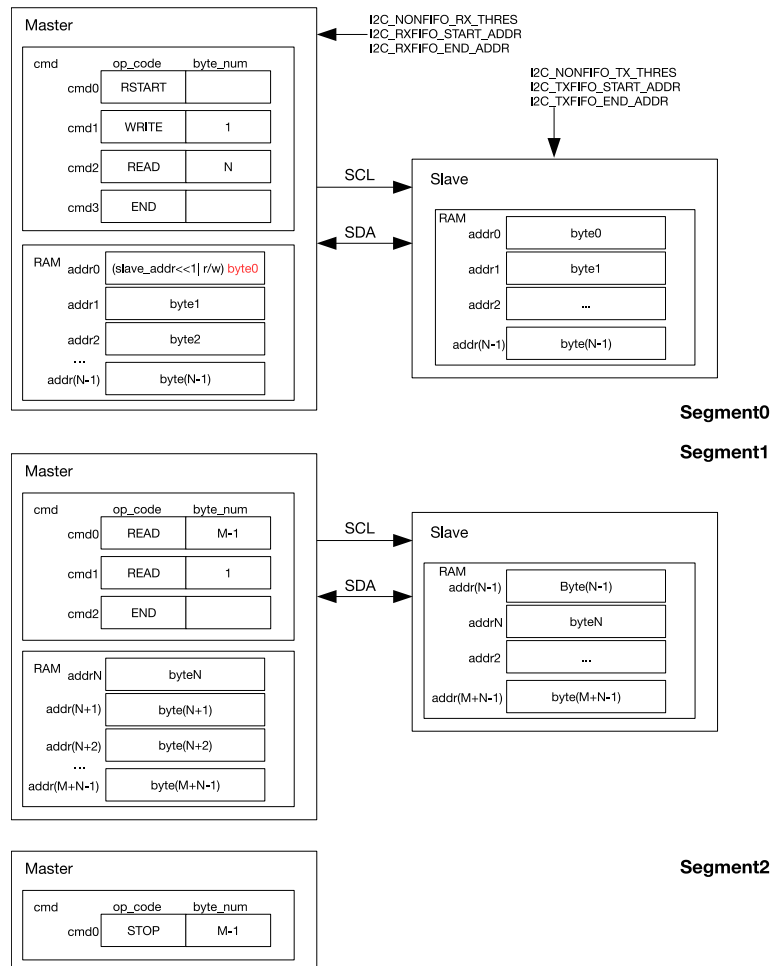 Master
I2C_NONFIFO_RX_THRES
I2C_RXFIFO_START_ADDR
I2C_RXFIFO_END_ADDR
cmd op_code byte_num
cmd0 RSTART
cmd1 WRITE 1
cmd2 READ N
cmd3 END
RAM addr0 (slave_addr<<1| r/w) byte0
addr1 byte1
addr2 byte2
...
addr(N-1) byte(N-1)
SCL
SDA
I2C_NONFIFO_TX_THRES
I2C_TXFIFO_START_ADDR
I2C_TXFIFO_END_ADDR
Slave
RAM
addr0 byte0
addr1 byte1
addr2 ...
addr(N-1) byte(N-1)
Segment0
Segment1
Master
cmd op_code byte_num
cmd0 READ M-1
cmd1 READ 1
cmd2 END
RAM addrN byteN
addr(N+1) byte(N+1)
addr(N+2) byte(N+2)
...
addr(M+N-1) byte(M+N-1)
SCL
SDA
Slave
RAM
addr(N-1) Byte(N-1)
addrN byteN
addr2 ...
addr(M+N-1) byte(M+N-1)
Segment2
Master
cmd op_code byte_num
cmd0 STOP M-1